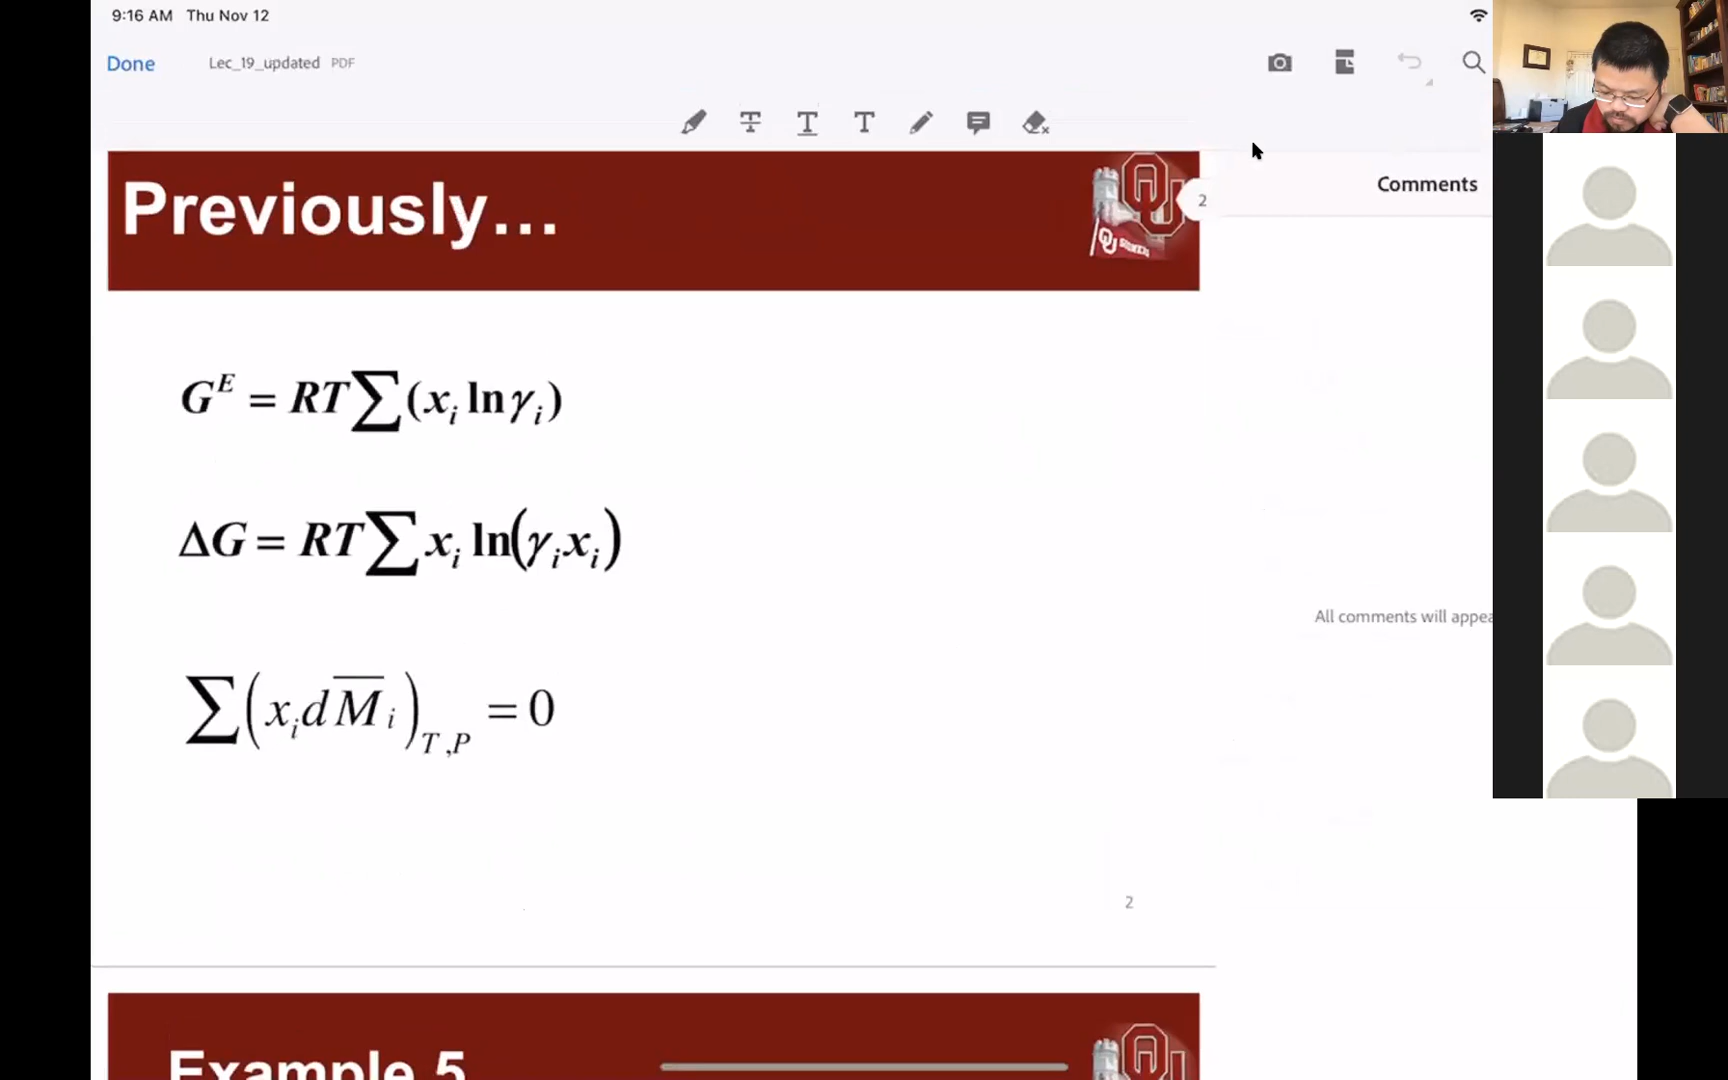 9:16 AM Thu Nov 12
Done Lec_19_updated PDF
Comments
Previously…
2
G^E = RT∑(x_i ln γ_i)
ΔG = RT∑ x_i ln(γ_i x_i)
All comments will appea
∑(x_i d\overline{M}_i)_{T,P} = 0
2
Example 5